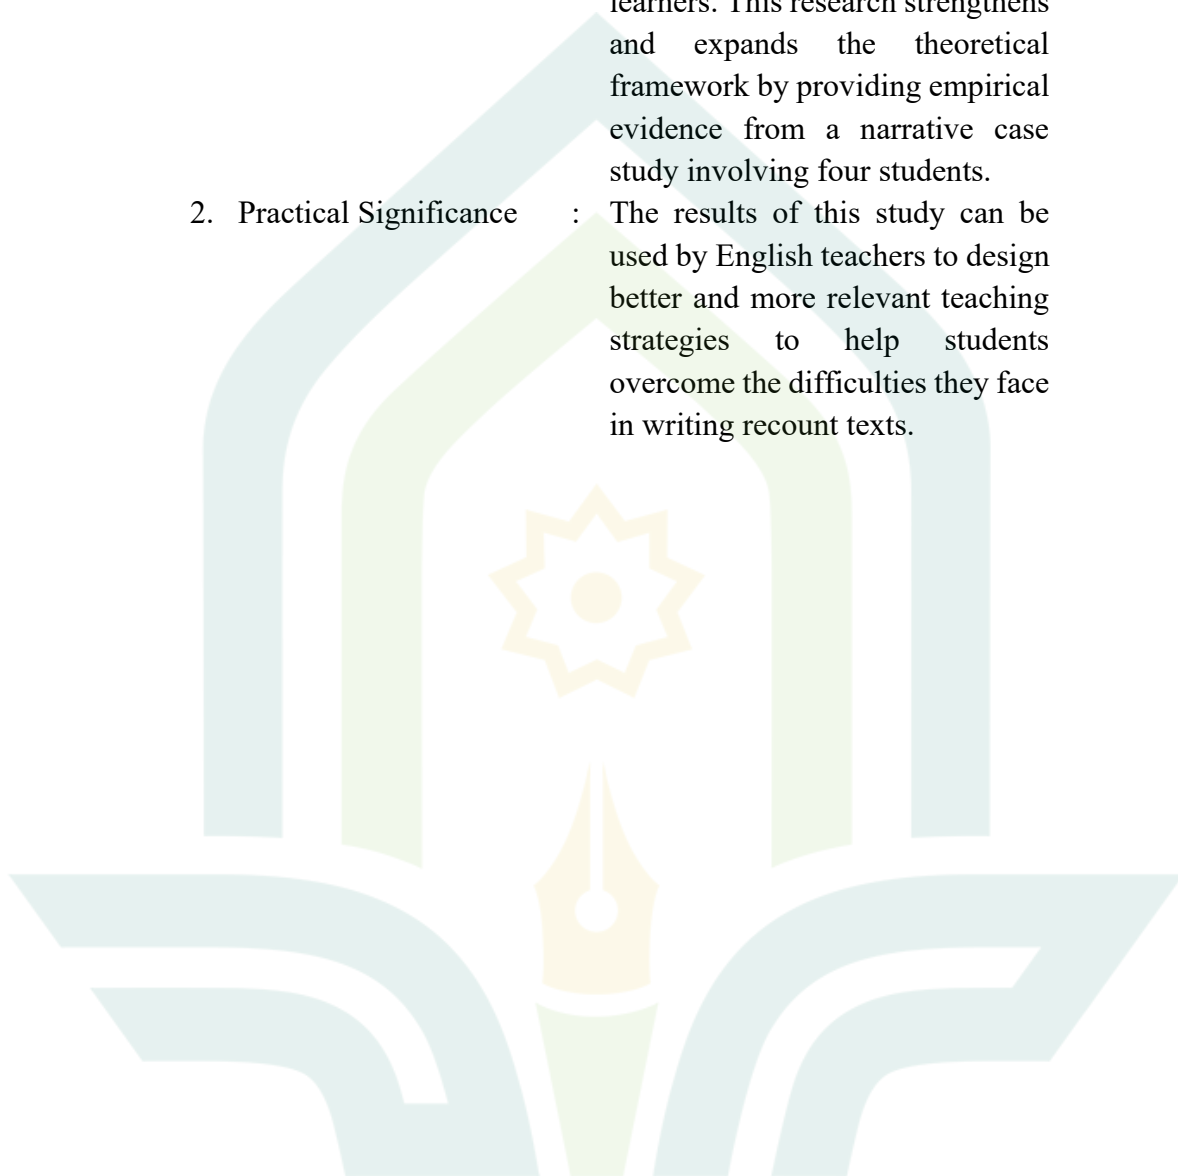 learners. This research strengthens
and expands the theoretical
framework by providing empirical
evidence from a narrative case
study involving four students.
2. Practical Significance : The results of this study can be
used by English teachers to design
better and more relevant teaching
strategies to help students
overcome the difficulties they face
in writing recount texts.